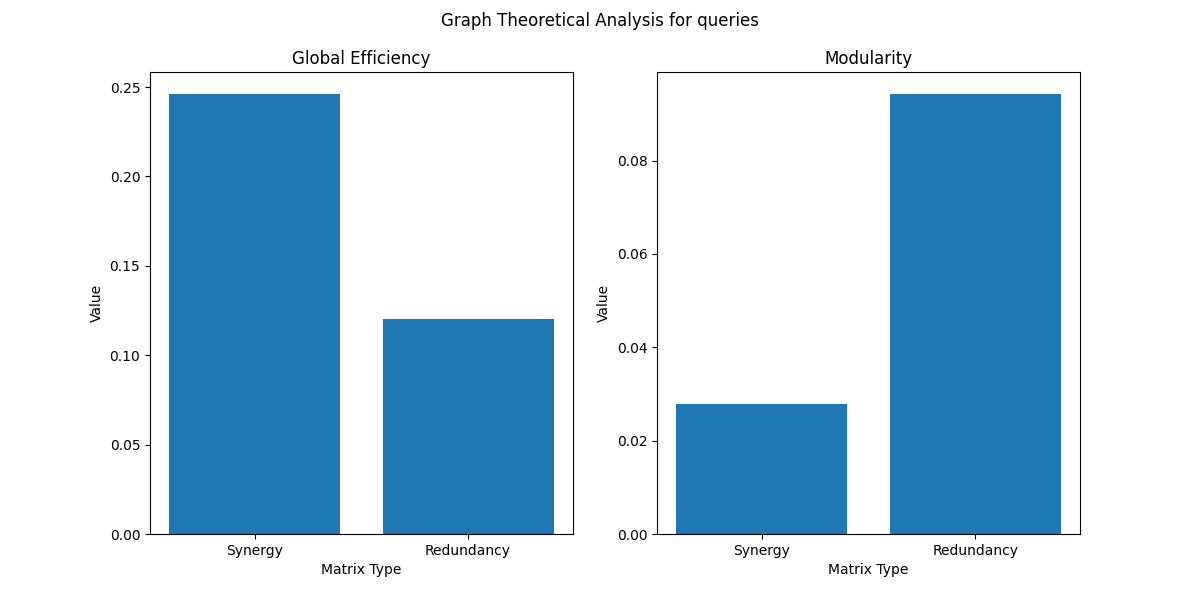 Graph Theoretical Analysis for queries
Global Efficiency
0.25
0.20
0.15
0.10
0.05
0.00
Value
Synergy
Redundancy
Matrix Type
Modularity
0.08
0.06
0.04
0.02
0.00
Value
Synergy
Redundancy
Matrix Type